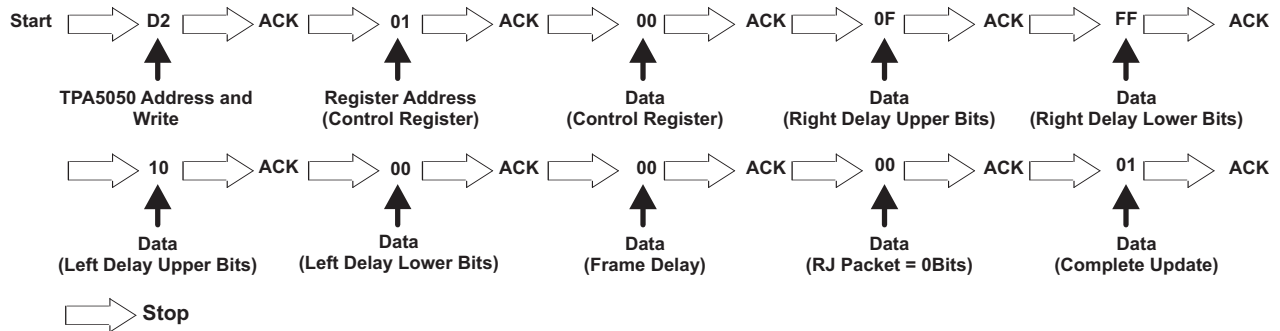 Start D2 ACK 01 ACK 00 ACK 0F ACK FF ACK
TPA5050 Address and
Write
Register Address
(Control Register)
Data
(Control Register)
Data
(Right Delay Upper Bits)
Data
(Right Delay Lower Bits)
10 ACK 00 ACK 00 ACK 00 ACK 01 ACK
Data
(Left Delay Upper Bits)
Data
(Left Delay Lower Bits)
Data
(Frame Delay)
Data
(RJ Packet = 0Bits)
Data
(Complete Update)
Stop